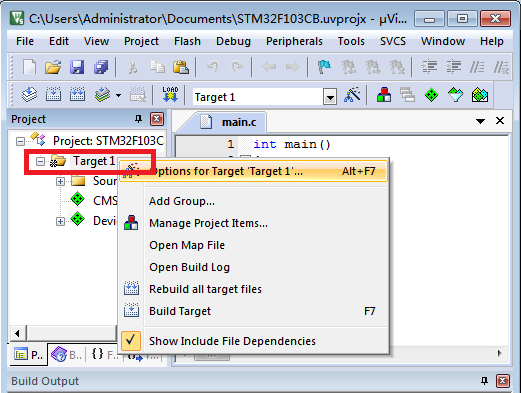 C:\Users\Administrator\Documents\STM32F103CB.uvprojx - µVi
File Edit View Project Flash Debug Peripherals Tools SVCS Window Help
LOAD Target 1
Project
main.c
Project: STM32F103C
1 int main()
Target 1
Options for Target 'Target 1'... Alt+F7
Sour
Add Group...
CMS
Manage Project Items...
Devi
Open Map File
Open Build Log
Rebuild all target files
Build Target F7
Show Include File Dependencies
P... B... {} F... T...
Build Output